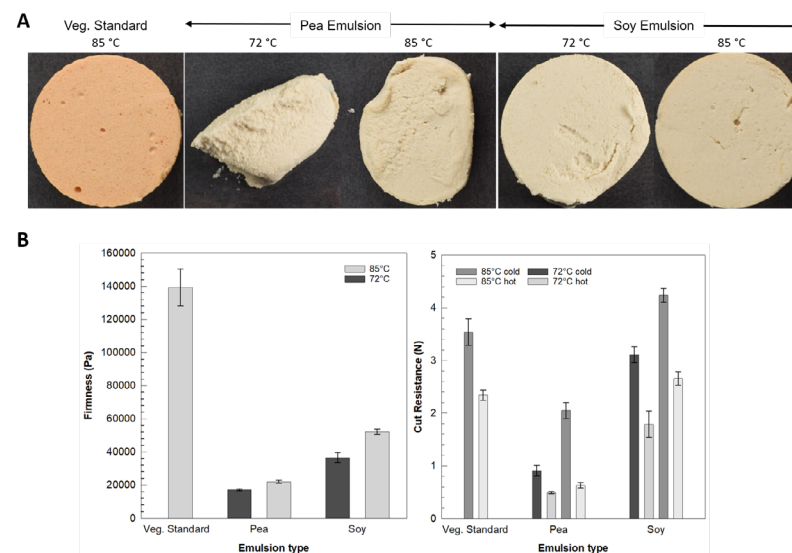 A
Veg. Standard
Pea Emulsion
Soy Emulsion
85 °C
72 °C
85 °C
72 °C
85 °C
B
160000
140000
120000
100000
80000
60000
40000
20000
0
Firmness (Pa)
85°C
72°C
Veg. Standard
Pea
Soy
Emulsion type
5
4
3
2
1
0
Cut Resistance (N)
85°C cold
72°C cold
85°C hot
72°C hot
Veg. Standard
Pea
Soy
Emulsion type